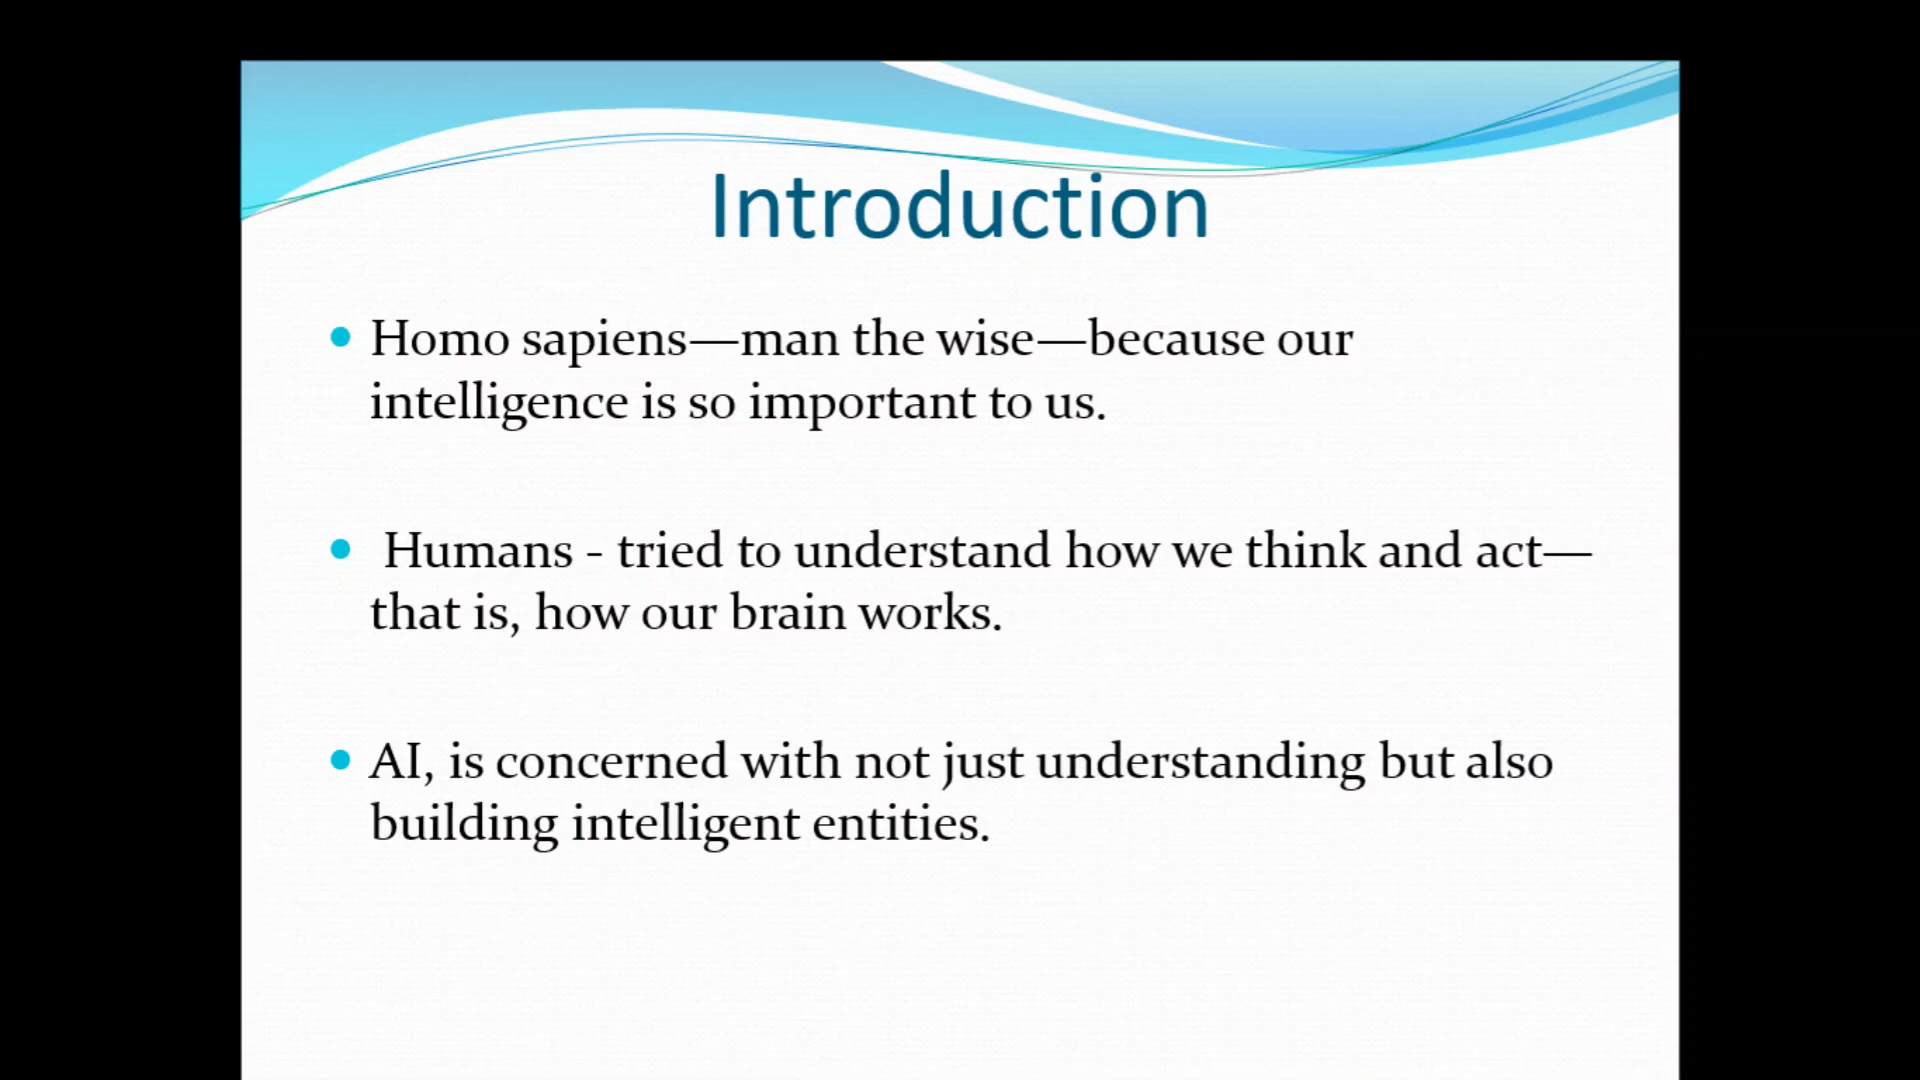 Introduction
• Homo sapiens—man the wise—because our
intelligence is so important to us.
• Humans - tried to understand how we think and act—
that is, how our brain works.
• AI, is concerned with not just understanding but also
building intelligent entities.